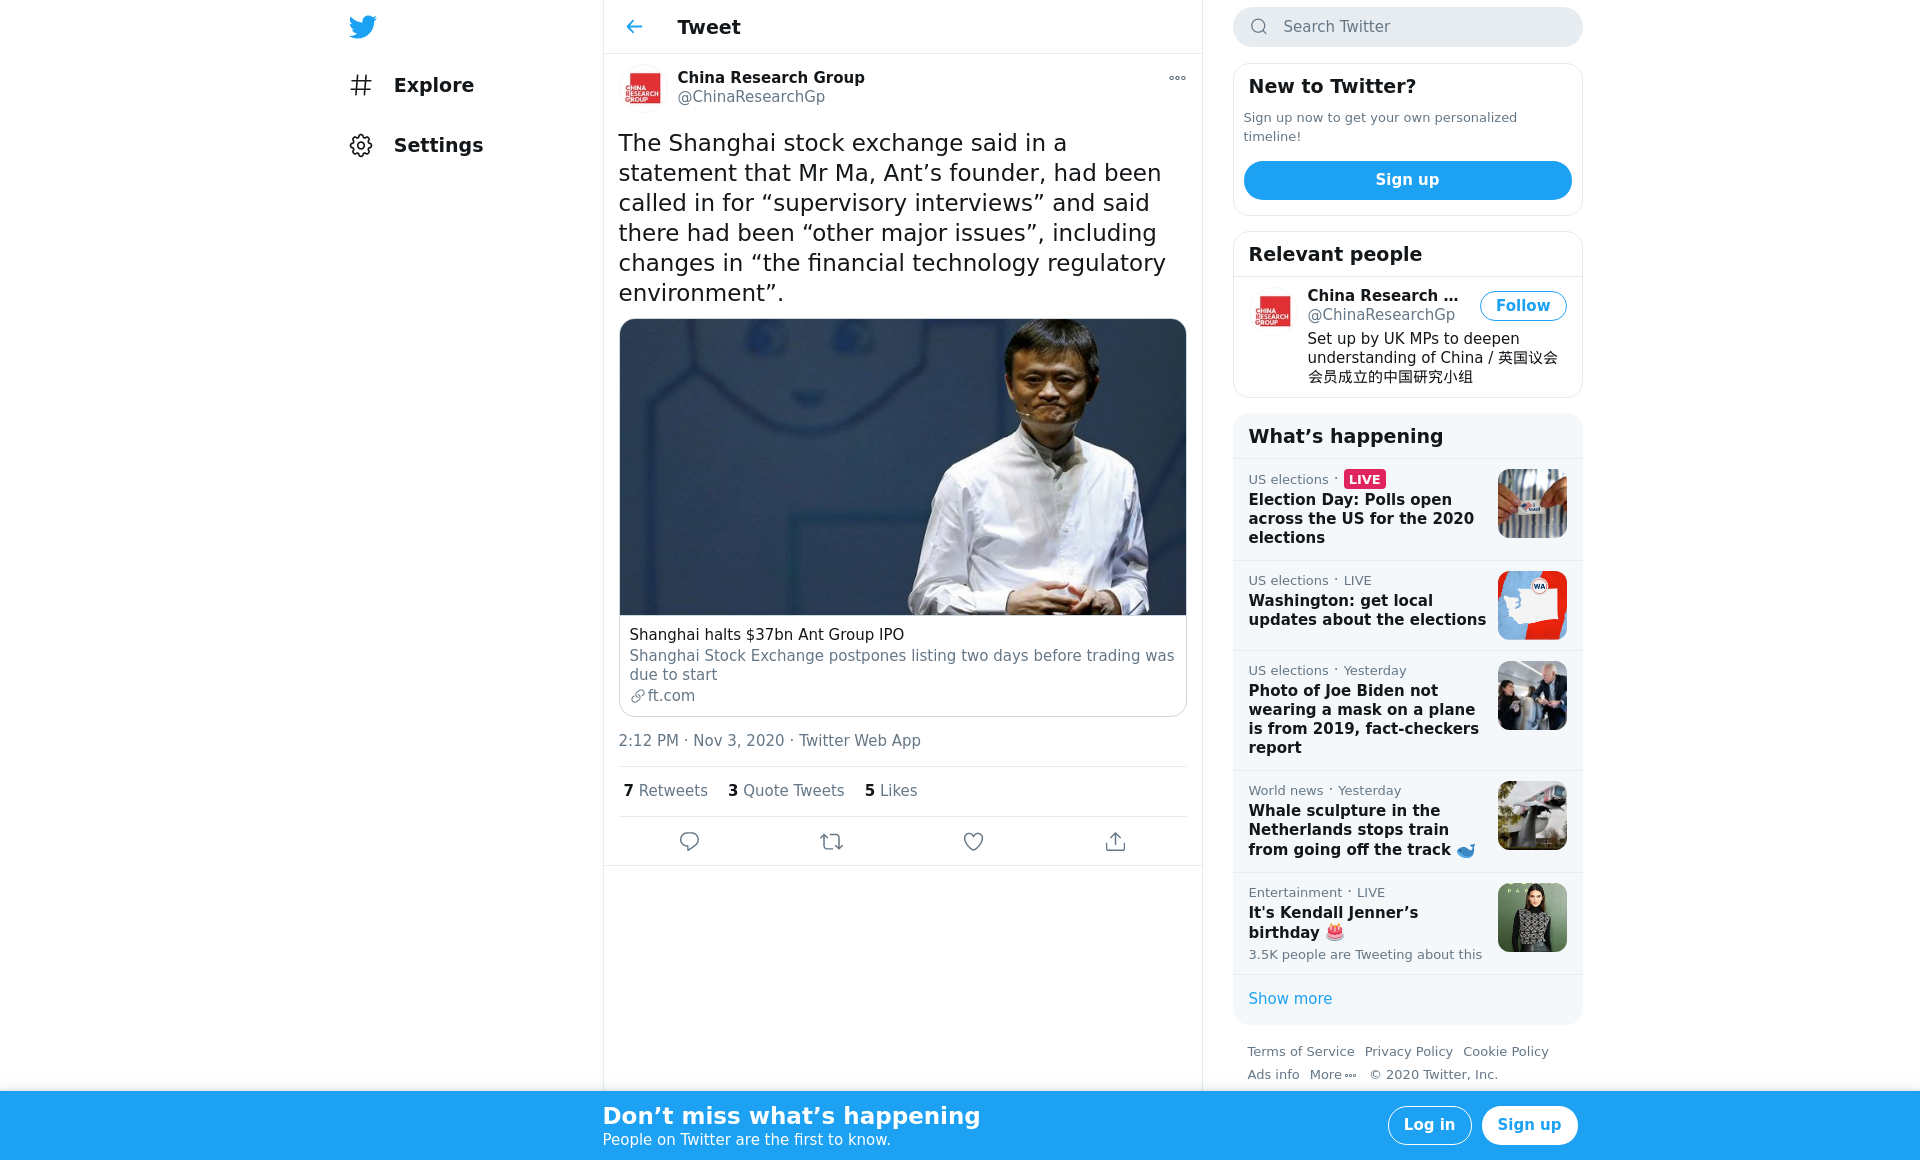 Explore
Settings
Tweet
China Research Group
@ChinaResearchGp
CHINA
RESEARCH
GROUP
The Shanghai stock exchange said in a
statement that Mr Ma, Ant’s founder, had been
called in for “supervisory interviews” and said
there had been “other major issues”, including
changes in “the financial technology regulatory
environment”.
Shanghai halts $37bn Ant Group IPO
Shanghai Stock Exchange postpones listing two days before trading was
due to start
ft.com
2:12 PM · Nov 3, 2020 · Twitter Web App
7 Retweets 3 Quote Tweets 5 Likes
Search Twitter
New to Twitter?
Sign up now to get your own personalized
timeline!
Sign up
Relevant people
CHINA
RESEARCH
GROUP
China Research ...
@ChinaResearchGp
Follow
Set up by UK MPs to deepen
understanding of China / 英国议会
会员成立的中国研究小组
What’s happening
US elections · LIVE
Election Day: Polls open
across the US for the 2020
elections
US elections · LIVE
Washington: get local
updates about the elections
WA
US elections · Yesterday
Photo of Joe Biden not
wearing a mask on a plane
is from 2019, fact-checkers
report
World news · Yesterday
Whale sculpture in the
Netherlands stops train
from going off the track 🐋
Entertainment · LIVE
It's Kendall Jenner’s
birthday 🎂
3.5K people are Tweeting about this
Show more
Terms of Service Privacy Policy Cookie Policy
Ads info More © 2020 Twitter, Inc.
Don’t miss what’s happening
People on Twitter are the first to know.
Log in
Sign up